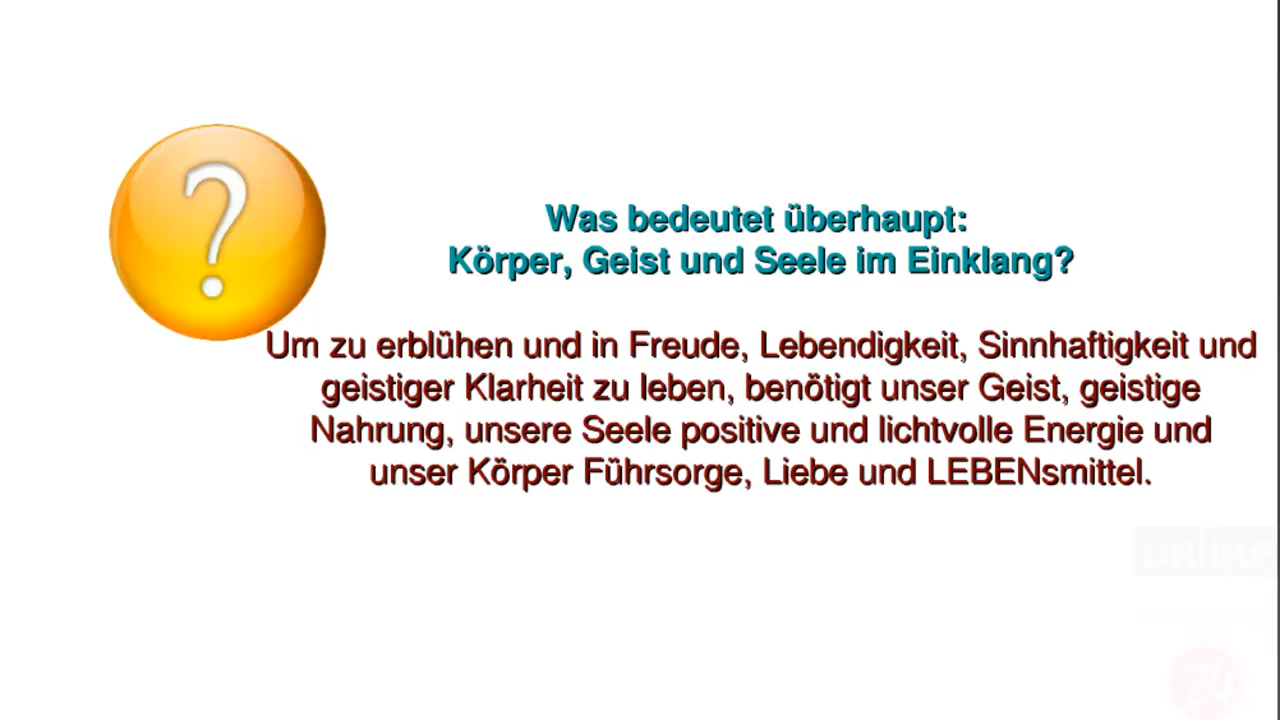 ?
Was bedeutet überhaupt:
Körper, Geist und Seele im Einklang?
Um zu erblühen und in Freude, Lebendigkeit, Sinnhaftigkeit und
geistiger Klarheit zu leben, benötigt unser Geist, geistige
Nahrung, unsere Seele positive und lichtvolle Energie und
unser Körper Führsorge, Liebe und LEBENsmittel.